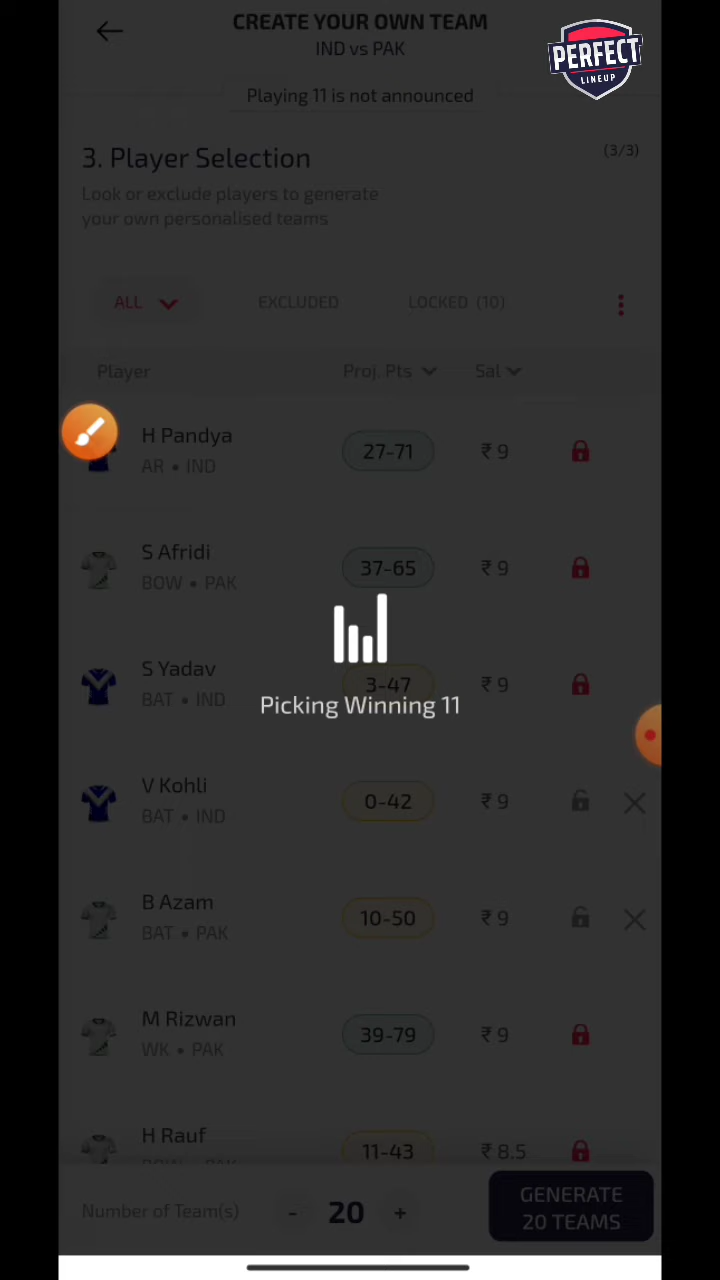 CREATE YOUR OWN TEAM
IND vs PAK
PERFECT
LINEUP
Playing 11 is not announced
3. Player Selection
(3/3)
Look or exclude players to generate
your own personalised teams
ALL
EXCLUDED
LOCKED (10)
Player
Proj. Pts
Sal
H Pandya
AR • IND
27-71
₹ 9
S Afridi
BOW • PAK
37-65
₹ 9
S Yadav
BAT • IND
3-47
₹ 9
Picking Winning 11
V Kohli
BAT • IND
0-42
₹ 9
B Azam
BAT • PAK
10-50
₹ 9
M Rizwan
WK • PAK
39-79
₹ 9
H Rauf
BOW • PAK
11-43
₹ 8.5
Number of Team(s)
- 20 +
GENERATE
20 TEAMS